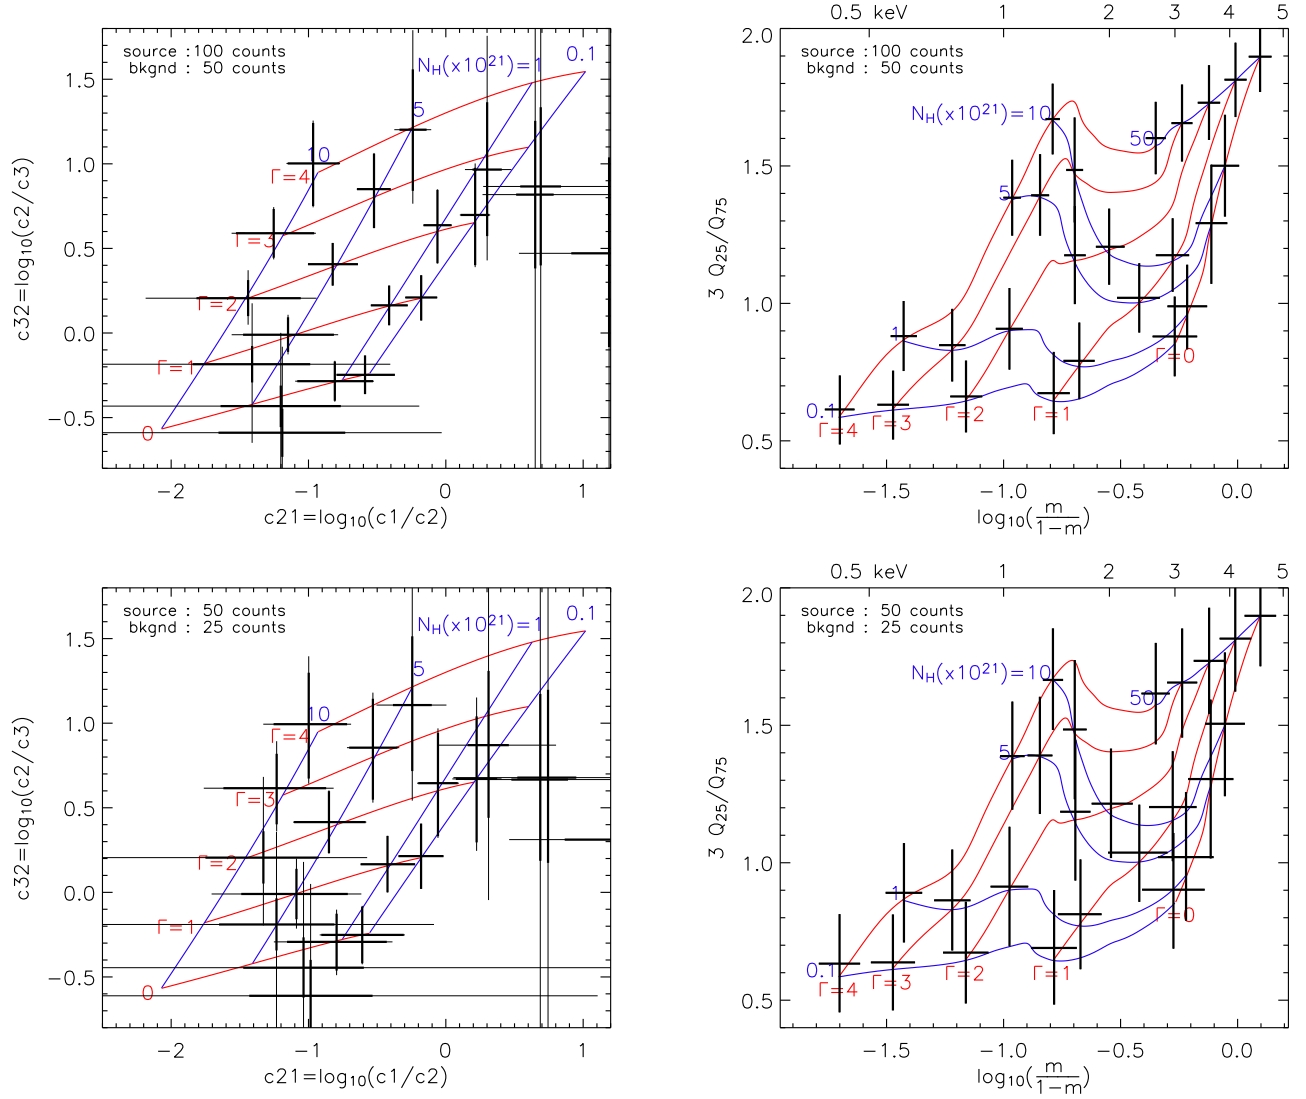 source :100 counts
bkgnd : 50 counts
N_H(x10^21)=1
0.1
5
10
Γ=4
Γ=3
Γ=2
Γ=1
0
1.5
1.0
0.5
0.0
−0.5
c32=log₁₀(c2/c3)
−2 −1 0 1
c21=log₁₀(c1/c2)
0.5 keV 1 2 3 4 5
source :100 counts
bkgnd : 50 counts
N_H(x10^21)=10
50
5
1
0.1
Γ=4 Γ=3 Γ=2 Γ=1 Γ=0
2.0
1.5
1.0
0.5
3 Q₂₅/Q₇₅
−1.5 −1.0 −0.5 0.0
log₁₀(m/1−m)
source : 50 counts
bkgnd : 25 counts
N_H(x10^21)=1
0.1
5
10
Γ=4
Γ=3
Γ=2
Γ=1
0
1.5
1.0
0.5
0.0
−0.5
c32=log₁₀(c2/c3)
−2 −1 0 1
c21=log₁₀(c1/c2)
0.5 keV 1 2 3 4 5
source : 50 counts
bkgnd : 25 counts
N_H(x10^21)=10
50
5
1
0.1
Γ=4 Γ=3 Γ=2 Γ=1 Γ=0
2.0
1.5
1.0
0.5
3 Q₂₅/Q₇₅
−1.5 −1.0 −0.5 0.0
log₁₀(m/1−m)